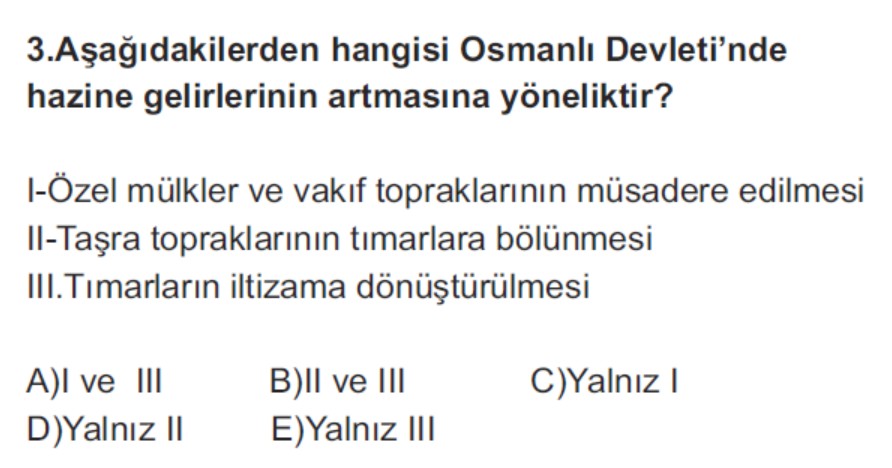 3.Aşağıdakilerden hangisi Osmanlı Devleti’nde
hazine gelirlerinin artmasına yöneliktir?
I-Özel mülkler ve vakıf topraklarının müsadere edilmesi
II-Taşra topraklarının tımarlara bölünmesi
III.Tımarların iltizama dönüştürülmesi
A)I ve III B)II ve III C)Yalnız I
D)Yalnız II E)Yalnız III